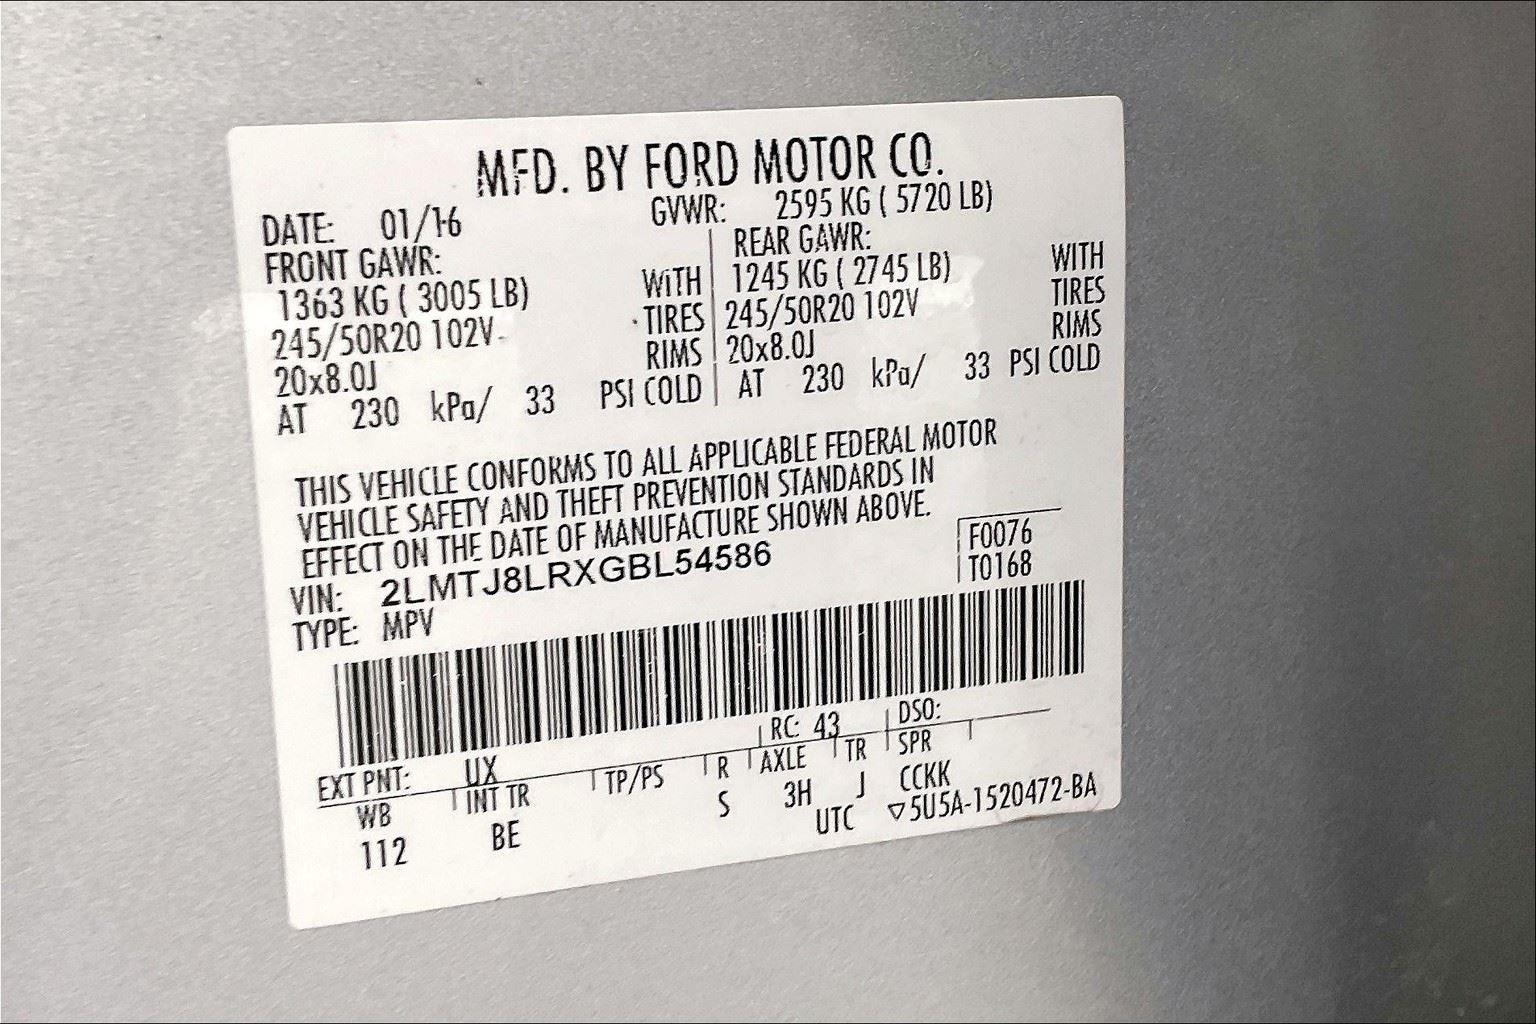 MFD. BY FORD MOTOR CO.
DATE: 01/16 GVWR: 2595 KG ( 5720 LB)
FRONT GAWR: REAR GAWR:
1363 KG ( 3005 LB) WITH 1245 KG ( 2745 LB) WITH
245/50R20 102V TIRES 245/50R20 102V TIRES
20x8.0J RIMS 20x8.0J RIMS
AT 230 kPa/ 33 PSI COLD AT 230 kPa/ 33 PSI COLD
THIS VEHICLE CONFORMS TO ALL APPLICABLE FEDERAL MOTOR
VEHICLE SAFETY AND THEFT PREVENTION STANDARDS IN
EFFECT ON THE DATE OF MANUFACTURE SHOWN ABOVE.
F0076
VIN: 2LMTJ8LRXGBL54586 T0168
TYPE: MPV
EXT PNT: UX RC: 43 DSO:
WB INT TR TP/PS R AXLE TR SPR
112 BE S 3H J CCKK
UTC ▽5U5A-1520472-BA